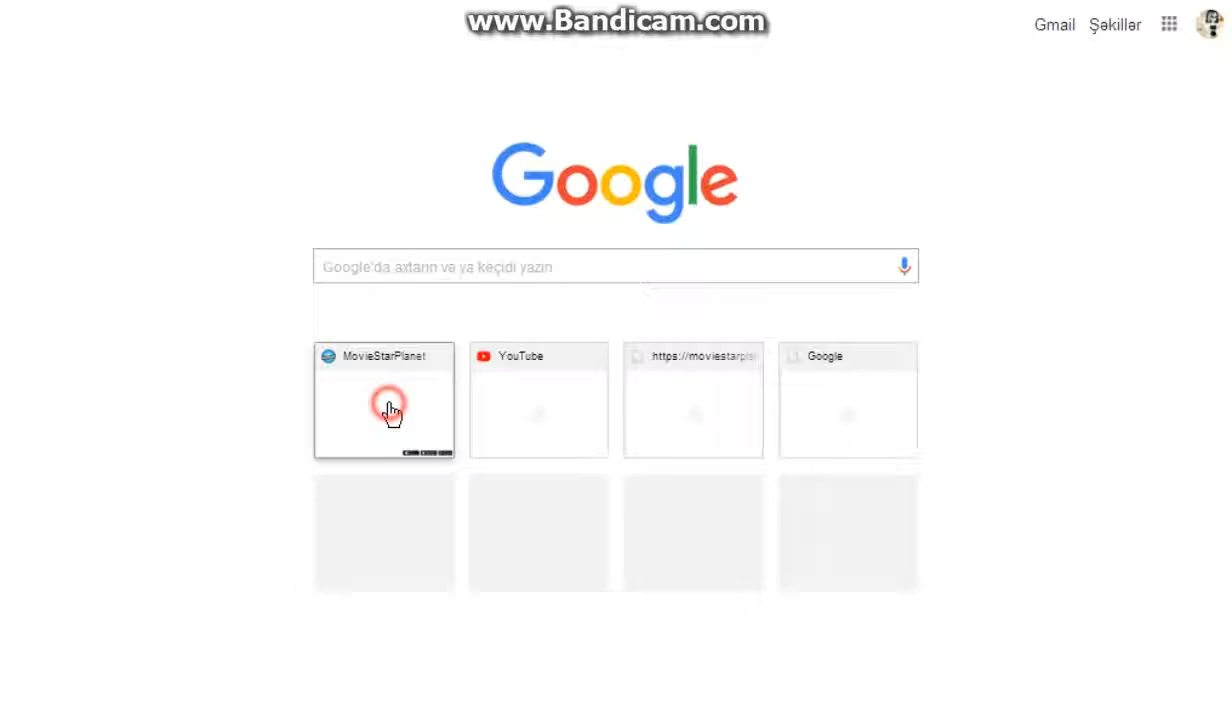 www.Bandicam.com
Gmail Şəkillər
Google
Google'da axtarın və ya keçidi yazın
MovieStarPlanet
YouTube
https://moviestarpla
Google